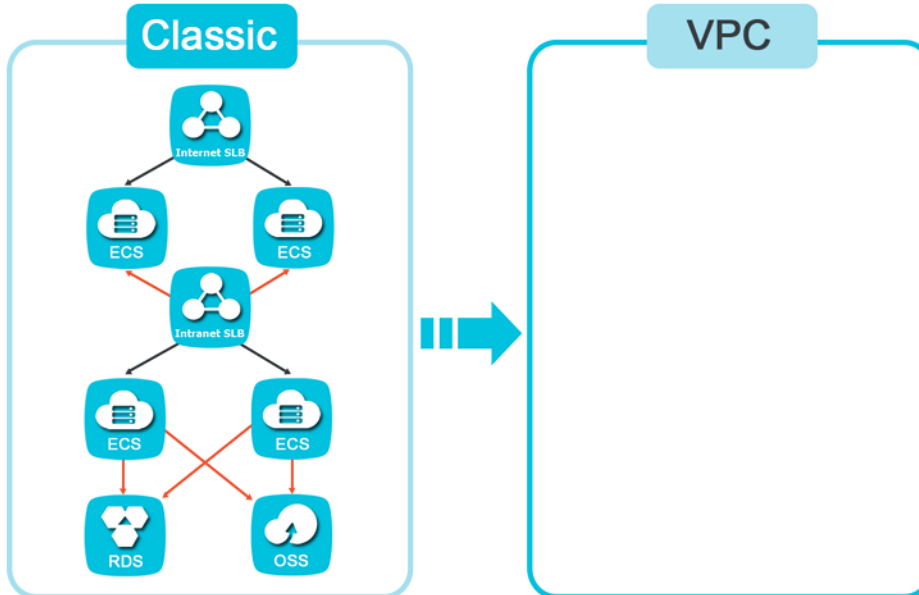 Classic
VPC
Internet SLB
ECS
ECS
Intranet SLB
ECS
ECS
RDS
OSS